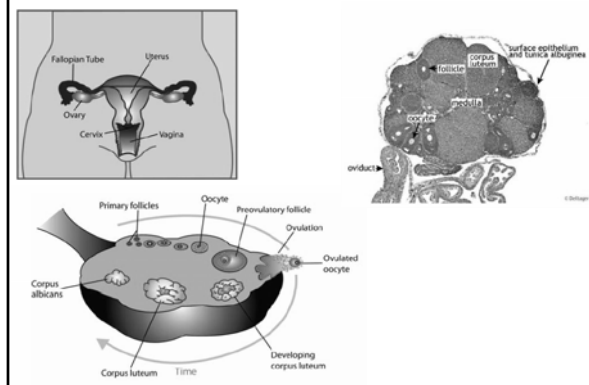 Fallopian Tube
Uterus
Ovary
Cervix
Vagina
surface epithelium
and tunica albuginea
corpus
luteum
follicle
medulla
oocyte
oviduct
Primary follicles
Oocyte
Preovulatory follicle
Ovulation
Ovulated
oocyte
Corpus
albicans
Corpus luteum
Time
Developing
corpus luteum